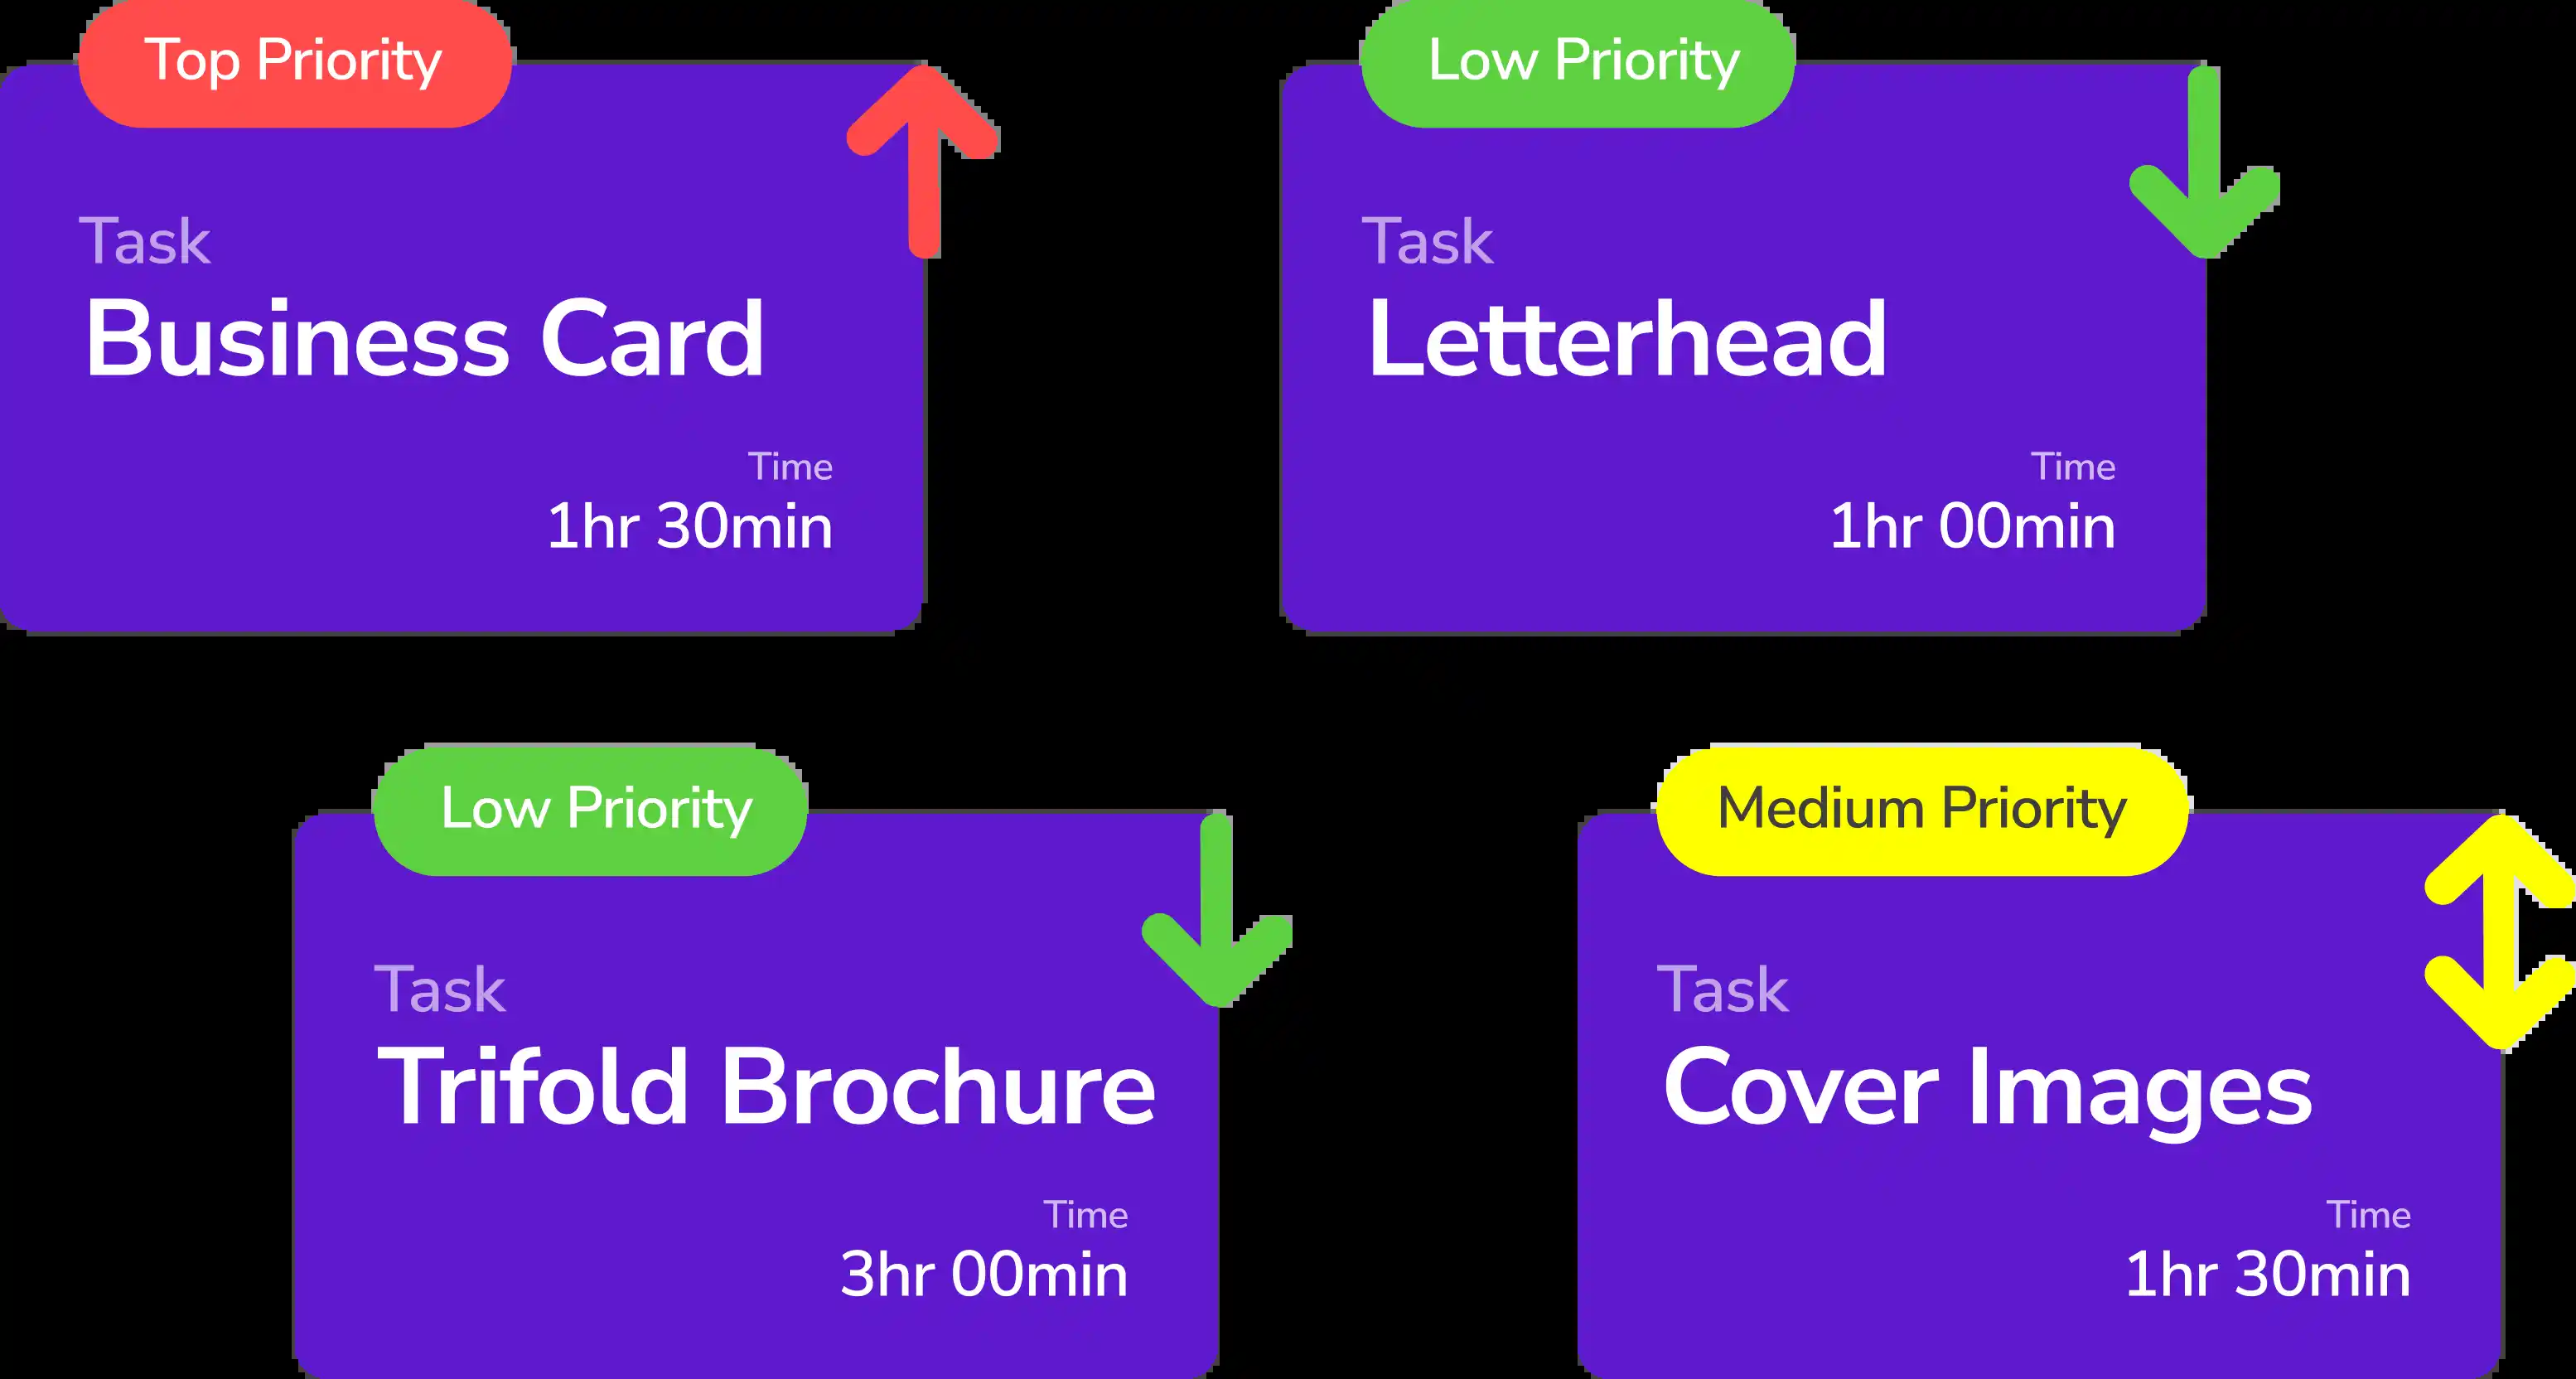 Top Priority
Task
Business Card
Time
1hr 30min
Low Priority
Task
Letterhead
Time
1hr 00min
Low Priority
Task
Trifold Brochure
Time
3hr 00min
Medium Priority
Task
Cover Images
Time
1hr 30min